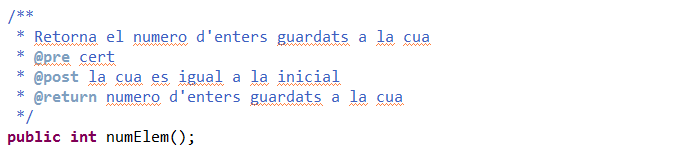 /**
 * Retorna el numero d'enters guardats a la cua
 * @pre cert
 * @post la cua es igual a la inicial
 * @return numero d'enters guardats a la cua
 */
public int numElem();